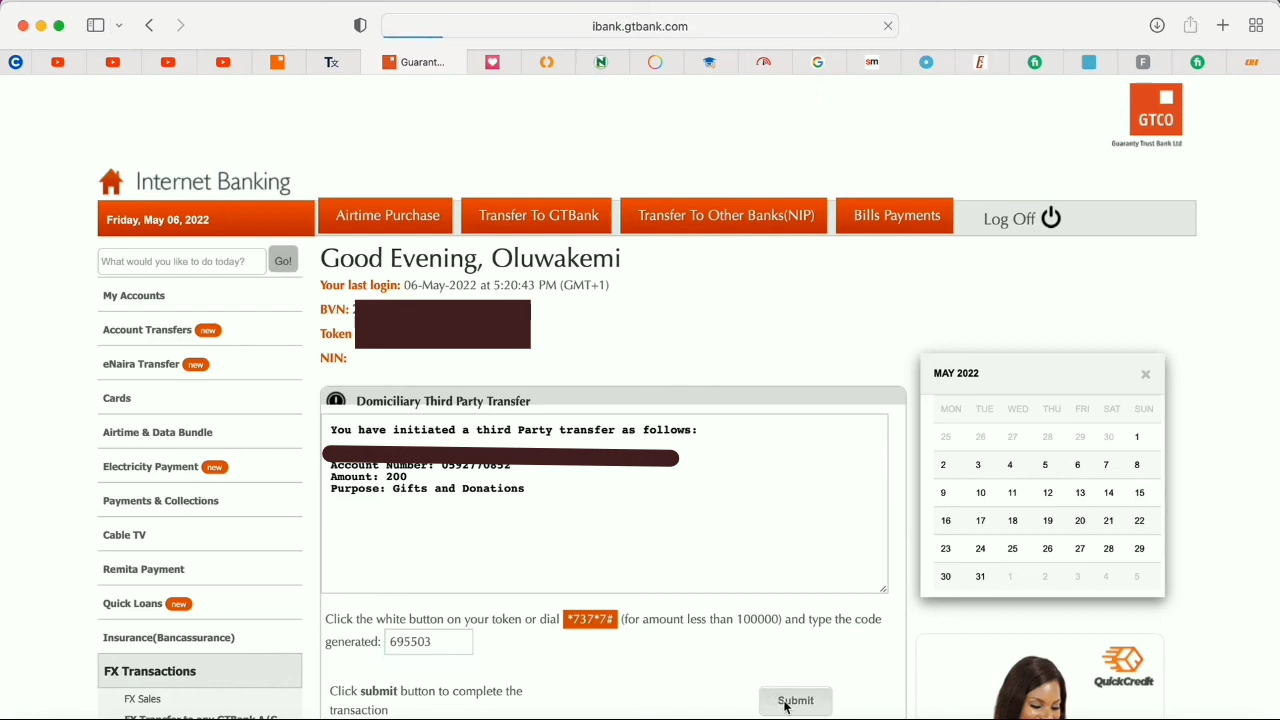 ibank.gtbank.com
Guarant...
GTCO
Guaranty Trust Bank Ltd
Internet Banking
Friday, May 06, 2022
Airtime Purchase
Transfer To GTBank
Transfer To Other Banks(NIP)
Bills Payments
Log Off
What would you like to do today?
Go!
Good Evening, Oluwakemi
Your last login: 06-May-2022 at 5:20:43 PM (GMT+1)
BVN:
Token
NIN:
My Accounts
Account Transfers new
eNaira Transfer new
Cards
Airtime & Data Bundle
Electricity Payment new
Payments & Collections
Cable TV
Remita Payment
Quick Loans new
Insurance(Bancassurance)
FX Transactions
FX Sales
FX Transfer to any GTBank A/C
Domiciliary Third Party Transfer
You have initiated a third Party transfer as follows:
Account Number:
Amount: 200
Purpose: Gifts and Donations
Click the white button on your token or dial *737*7# (for amount less than 100000) and type the code
generated: 695503
Click submit button to complete the
transaction
Submit
MAY 2022
MON TUE WED THU FRI SAT SUN
25 26 27 28 29 30 1
2 3 4 5 6 7 8
9 10 11 12 13 14 15
16 17 18 19 20 21 22
23 24 25 26 27 28 29
30 31 1 2 3 4 5
QuickCredit